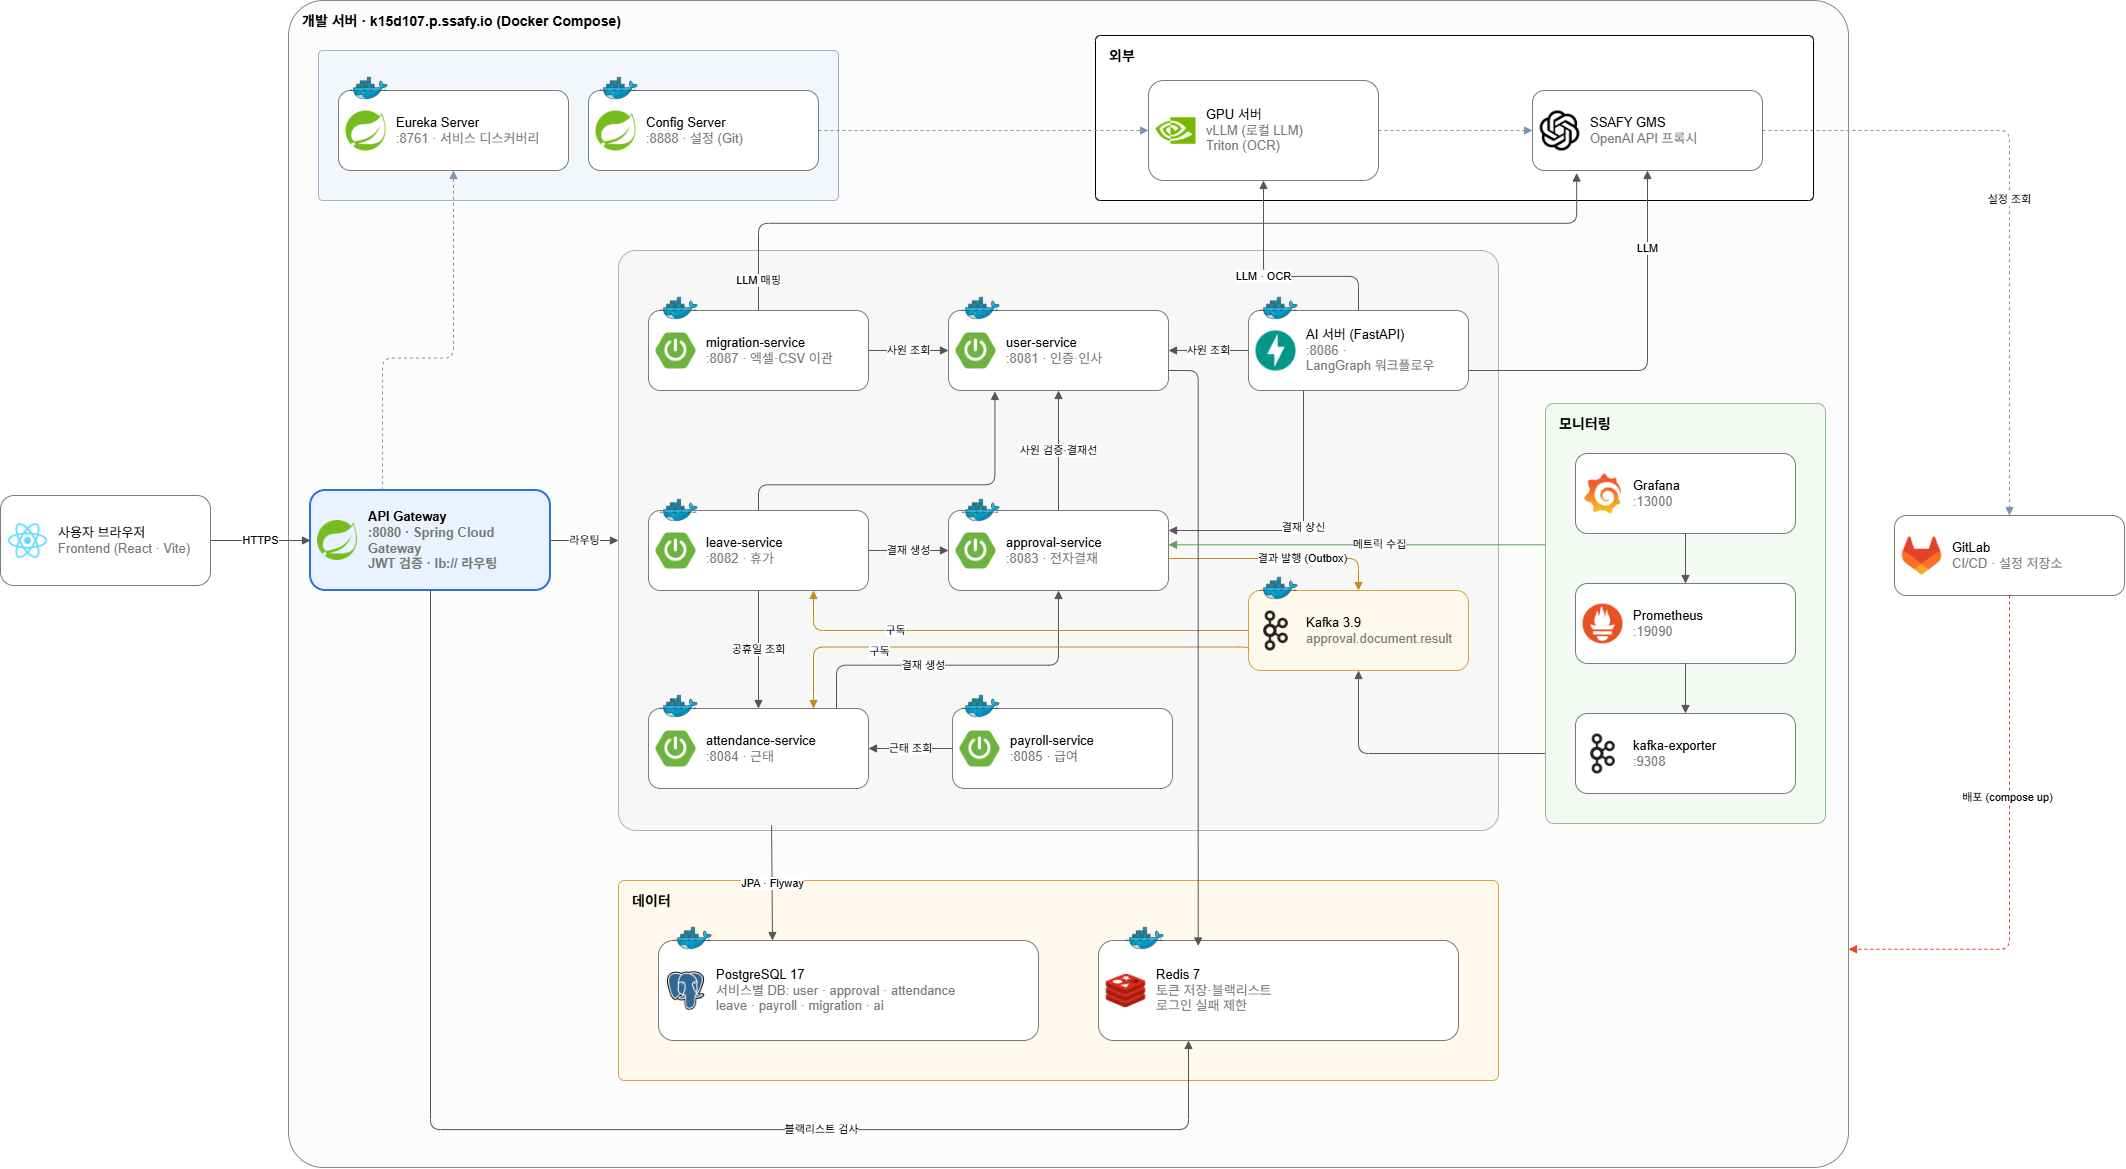 개발 서버 · k15d107.p.ssafy.io (Docker Compose)
Eureka Server
:8761 · 서비스 디스커버리
Config Server
:8888 · 설정 (Git)
외부
GPU 서버
vLLM (로컬 LLM)
Triton (OCR)
SSAFY GMS
OpenAI API 프록시
설정 조회
LLM
LLM 매핑
LLM · OCR
migration-service
:8087 · 엑셀·CSV 이관
사원 조회
user-service
:8081 · 인증·인사
사원 조회
AI 서버 (FastAPI)
:8086 ·
LangGraph 워크플로우
모니터링
사원 검증·결재선
Grafana
:13000
사용자 브라우저
Frontend (React · Vite)
HTTPS
API Gateway
:8080 · Spring Cloud
Gateway
JWT 검증 · lb:// 라우팅
라우팅
leave-service
:8082 · 휴가
결재 생성
approval-service
:8083 · 전자결재
결재 상신
메트릭 수집
결과 발행 (Outbox)
GitLab
CI/CD · 설정 저장소
Kafka 3.9
approval.document.result
Prometheus
:19090
구독
공휴일 조회
구독
결재 생성
attendance-service
:8084 · 근태
근태 조회
payroll-service
:8085 · 급여
kafka-exporter
:9308
배포 (compose up)
JPA · Flyway
데이터
PostgreSQL 17
서비스별 DB: user · approval · attendance
leave · payroll · migration · ai
Redis 7
토큰 저장·블랙리스트
로그인 실패 제한
블랙리스트 검사